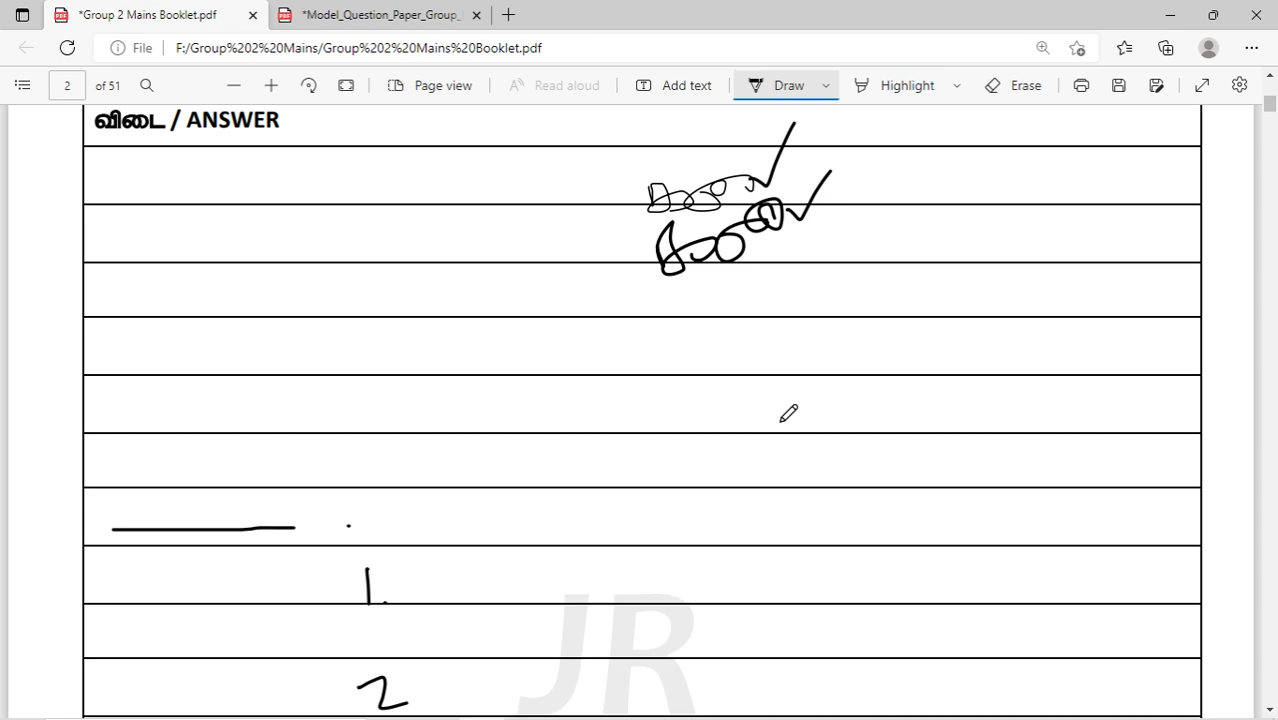 *Group 2 Mains Booklet.pdf
*Model_Question_Paper_Group_
File
F:/Group%202%20Mains/Group%202%20Mains%20Booklet.pdf
2 of 51
Page view
Read aloud
Add text
Draw
Highlight
Erase
விடை / ANSWER
1.
JR
2